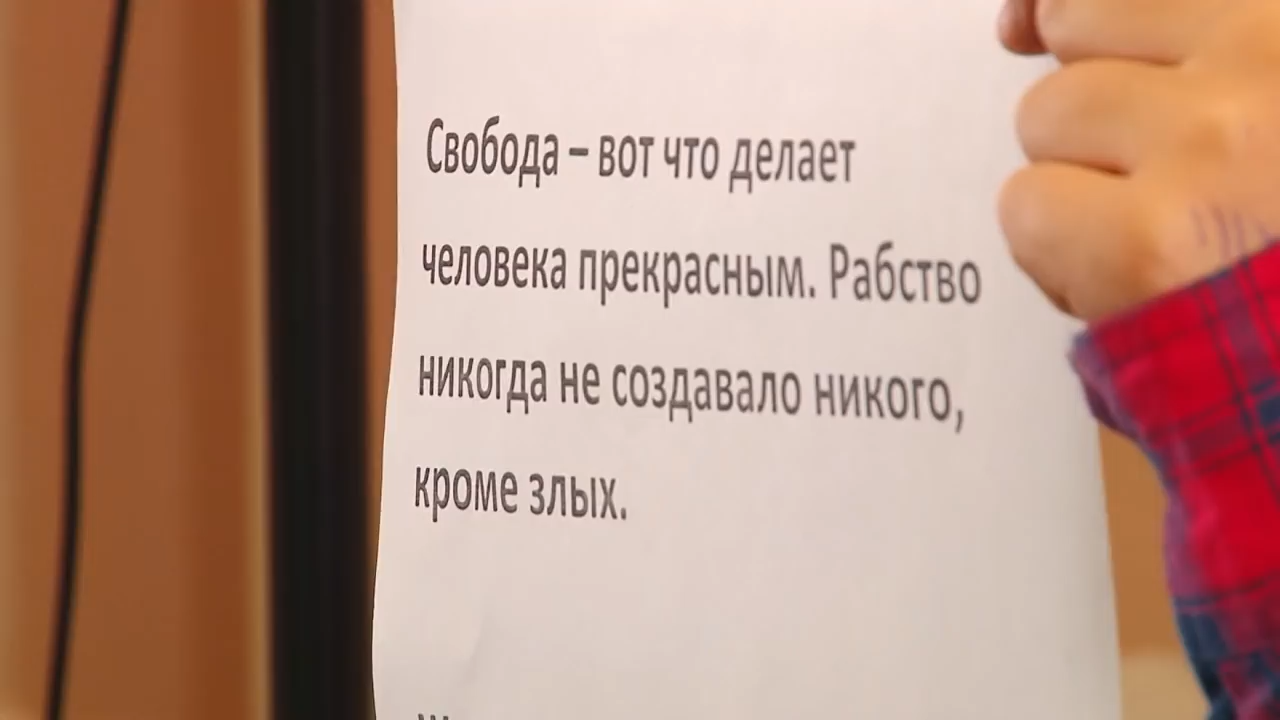 Свобода – вот что делает
человека прекрасным. Рабство
никогда не создавало никого,
кроме злых.